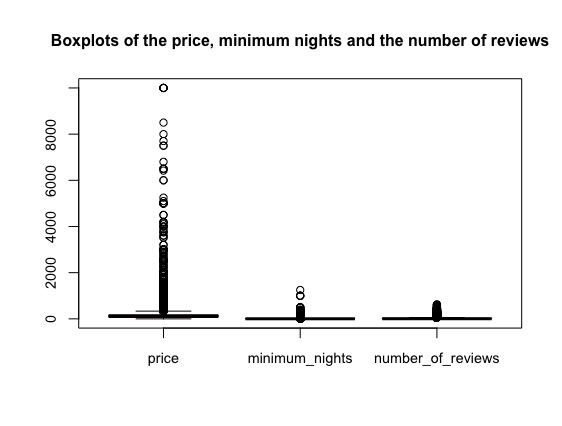 Boxplots of the price, minimum nights and the number of reviews
8000
6000
4000
2000
0
price minimum_nights number_of_reviews